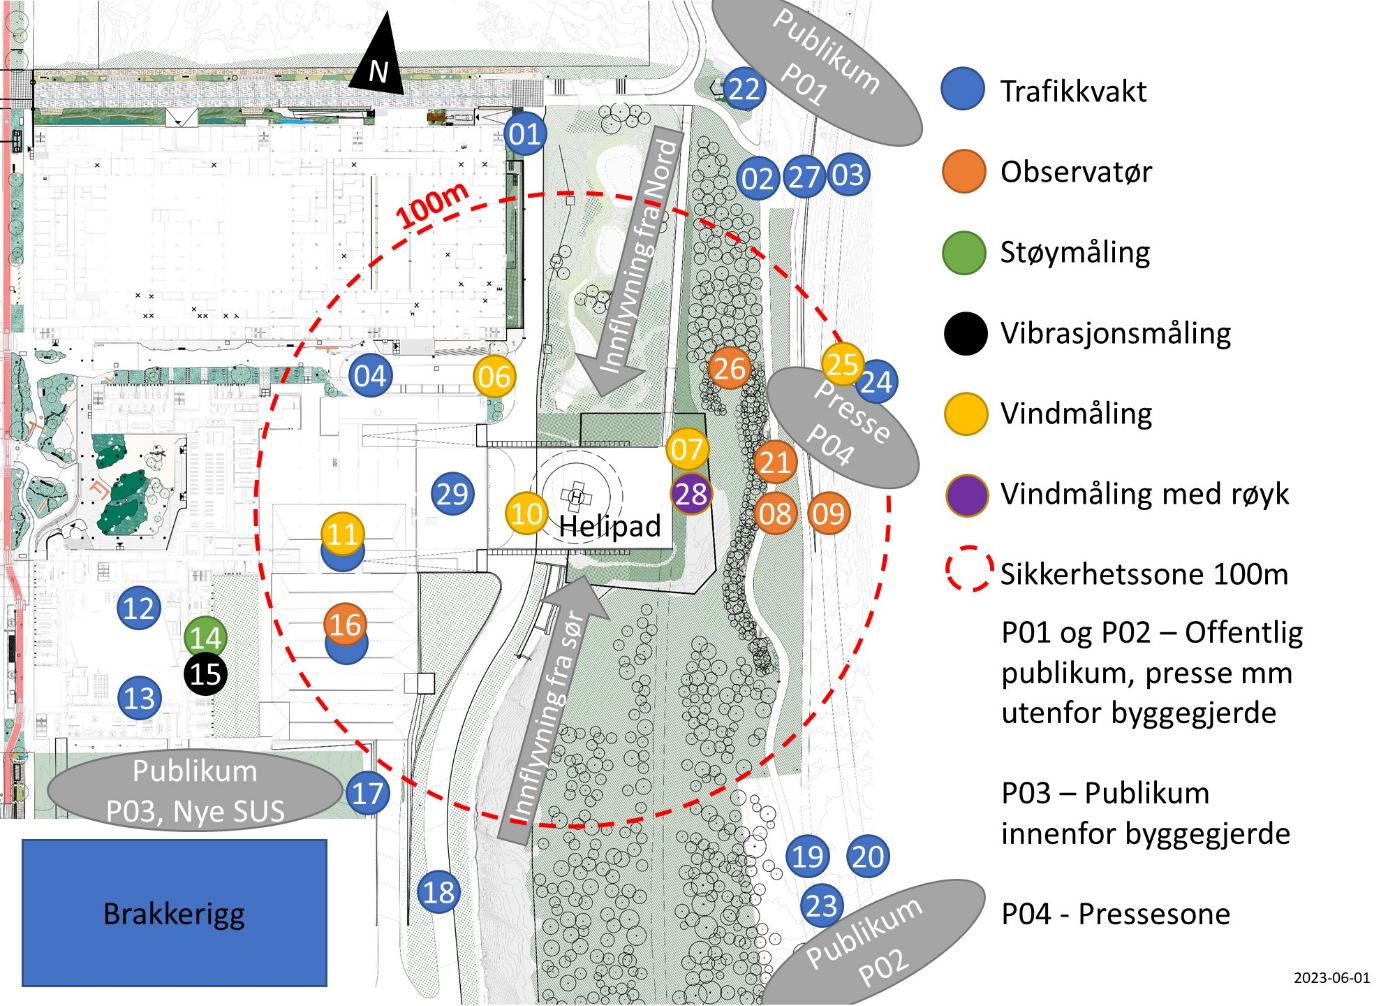 N
Publikum
P01
22
01
02
27
03
100m
Innflyvning fra Nord
04
06
26
25
24
Presse
P04
07
21
29
28
10
Helipad
08
09
11
12
14
16
15
13
Innflyvning fra sør
Publikum
P03, Nye SUS
17
19
20
18
23
Brakkerigg
Publikum
P02
Trafikkvakt
Observatør
Støymåling
Vibrasjonsmåling
Vindmåling
Vindmåling med røyk
Sikkerhetssone 100m
P01 og P02 – Offentlig
publikum, presse mm
utenfor byggegjerde
P03 – Publikum
innenfor byggegjerde
P04 - Pressesone
2023-06-01